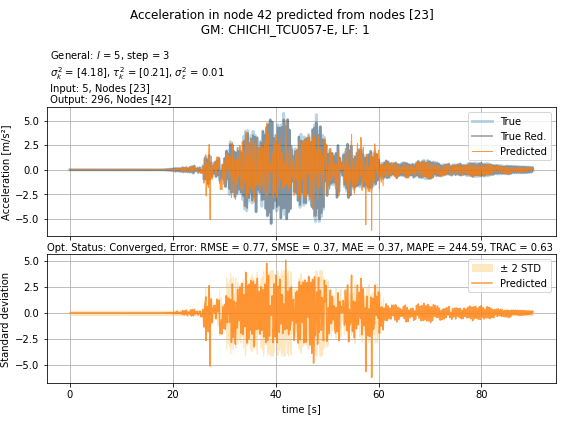 Acceleration in node 42 predicted from nodes [23]
GM: CHICHI_TCU057-E, LF: 1
General: l = 5, step = 3
σ²ₖ = [4.18], τ²ₖ = [0.21], σ²ε = 0.01
Input: 5, Nodes [23]
Output: 296, Nodes [42]
Acceleration [m/s²]
5.0
2.5
0.0
−2.5
−5.0
True
True Red.
Predicted
Opt. Status: Converged, Error: RMSE = 0.77, SMSE = 0.37, MAE = 0.37, MAPE = 244.59, TRAC = 0.63
Standard deviation
5.0
2.5
0.0
−2.5
−5.0
± 2 STD
Predicted
0
20
40
60
80
time [s]